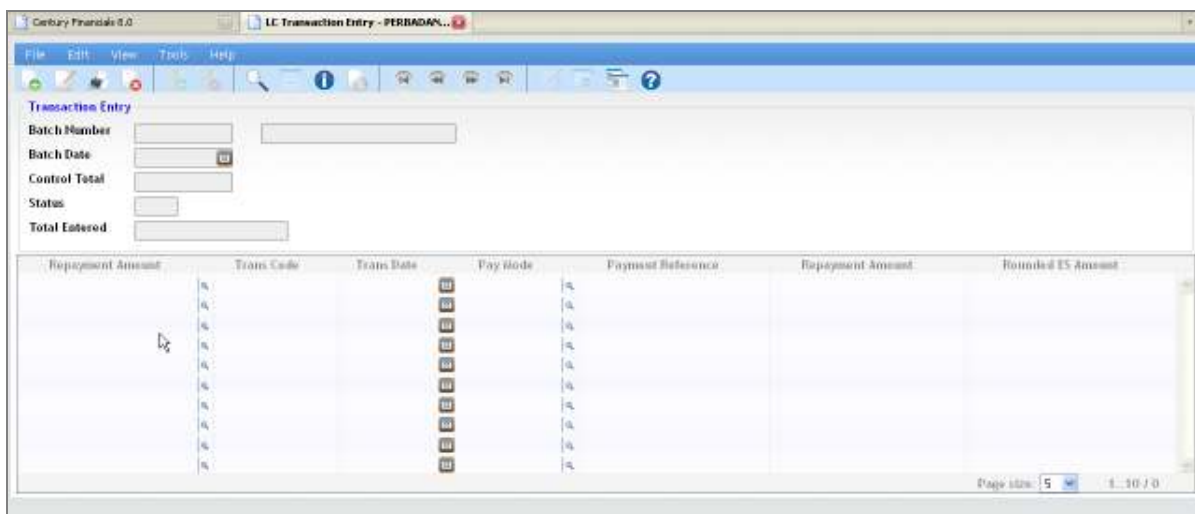 Century Financials 6.0
LC Transaction Entry - PERBADAN...
File Edit View Tools Help
Transaction Entry
Batch Number
Batch Date
Control Total
Status
Total Entered
Repayment Amount Trans Code Trans Date Pay Mode Payment Reference Repayment Amount Rounded ES Amount
Page size: 5 1...10 / 0